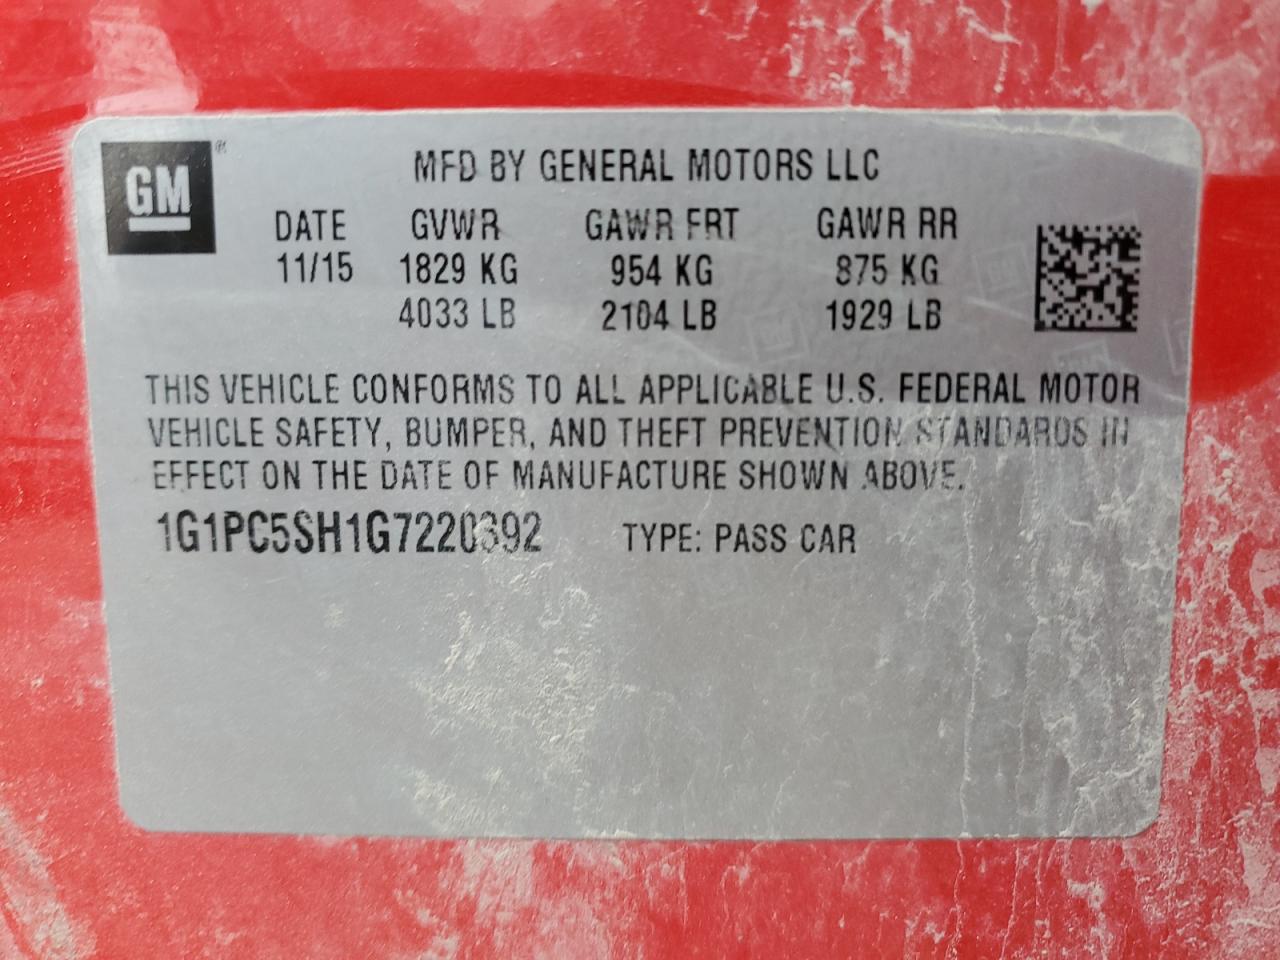 GM
MFD BY GENERAL MOTORS LLC
DATE GVWR GAWR FRT GAWR RR
11/15 1829 KG 954 KG 875 KG
4033 LB 2104 LB 1929 LB
THIS VEHICLE CONFORMS TO ALL APPLICABLE U.S. FEDERAL MOTOR
VEHICLE SAFETY, BUMPER, AND THEFT PREVENTION STANDARDS IN
EFFECT ON THE DATE OF MANUFACTURE SHOWN ABOVE.
1G1PC5SH1G7220392 TYPE: PASS CAR